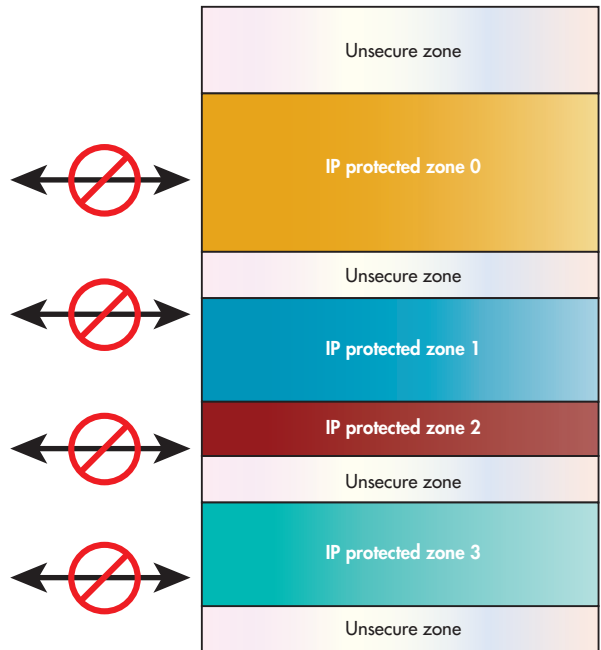 Unsecure zone
IP protected zone 0
Unsecure zone
IP protected zone 1
IP protected zone 2
Unsecure zone
IP protected zone 3
Unsecure zone